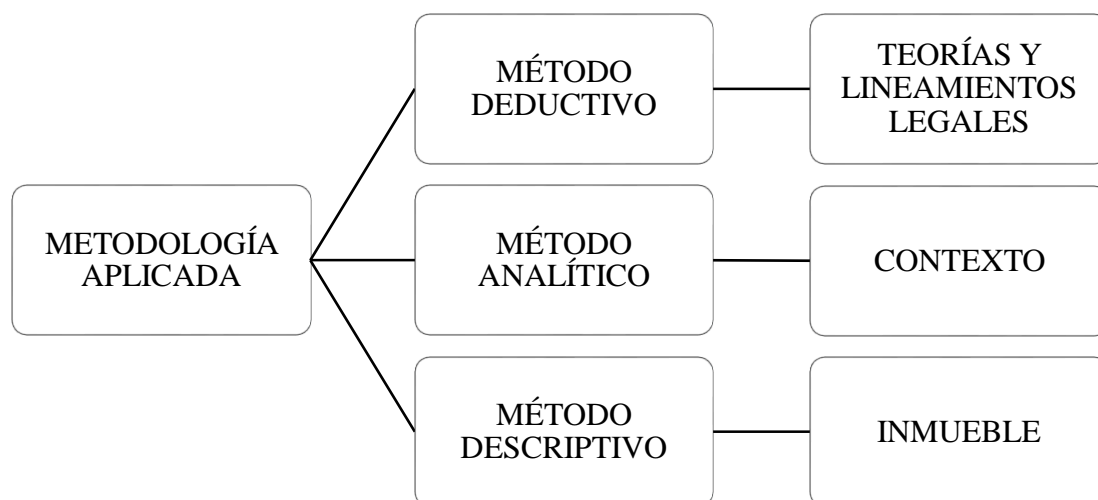 METODOLOGÍA
APLICADA
MÉTODO
DEDUCTIVO
TEORÍAS Y
LINEAMIENTOS
LEGALES
MÉTODO
ANALÍTICO
CONTEXTO
MÉTODO
DESCRIPTIVO
INMUEBLE